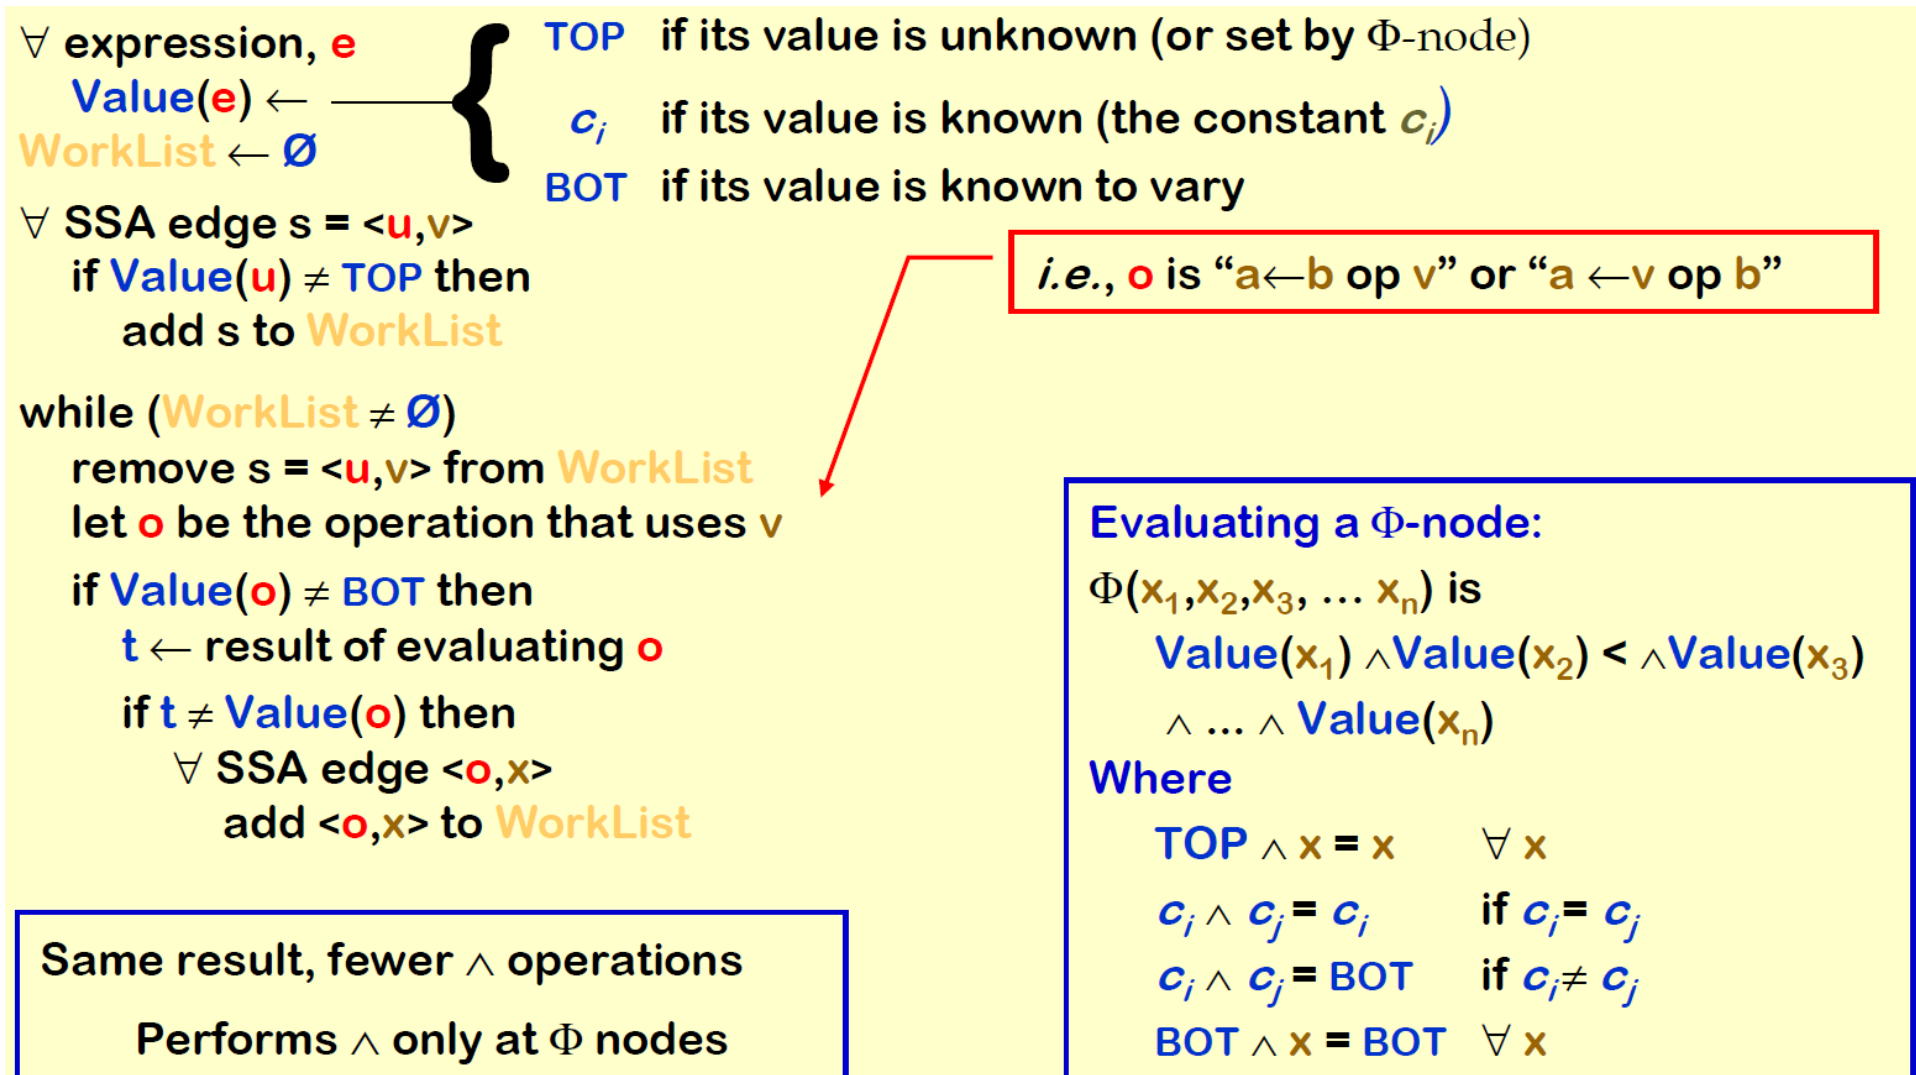 ∀ expression, e
Value(e) ←
WorkList ← Ø
{
TOP if its value is unknown (or set by Φ-node)
cᵢ if its value is known (the constant cᵢ)
BOT if its value is known to vary
∀ SSA edge s = <u,v>
if Value(u) ≠ TOP then
add s to WorkList
i.e., o is “a←b op v” or “a ←v op b”
while (WorkList ≠ Ø)
remove s = <u,v> from WorkList
let o be the operation that uses v
if Value(o) ≠ BOT then
t ← result of evaluating o
if t ≠ Value(o) then
∀ SSA edge <o,x>
add <o,x> to WorkList
Same result, fewer ∧ operations
Performs ∧ only at Φ nodes
Evaluating a Φ-node:
Φ(x₁,x₂,x₃, … xₙ) is
Value(x₁) ∧Value(x₂) < ∧Value(x₃)
∧ ... ∧ Value(xₙ)
Where
TOP ∧ x = x ∀ x
cᵢ ∧ cⱼ = cᵢ if cᵢ= cⱼ
cᵢ ∧ cⱼ = BOT if cᵢ≠ cⱼ
BOT ∧ x = BOT ∀ x